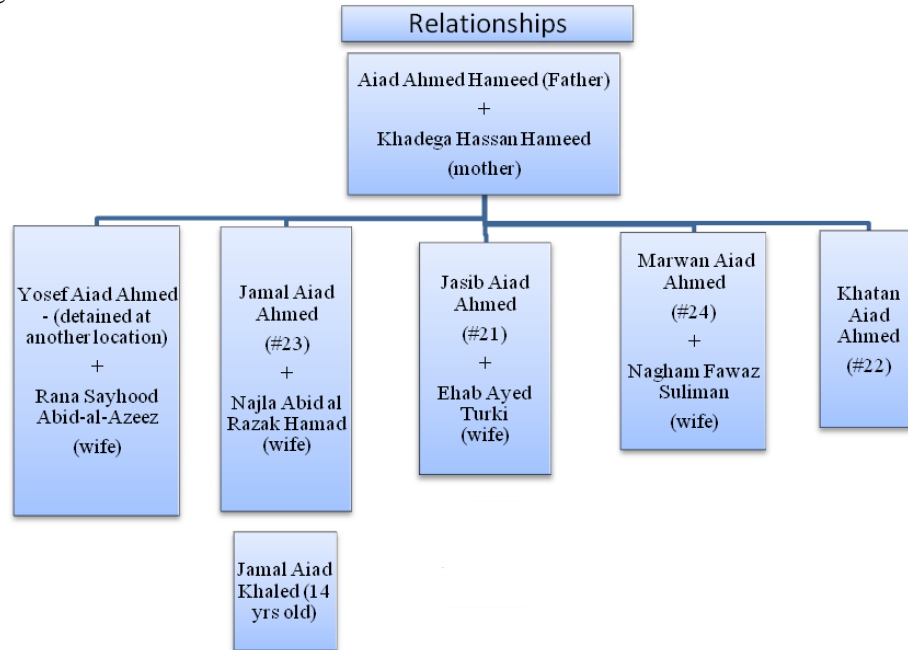 Relationships
Aiad Ahmed Hameed (Father)
+
Khadega Hassan Hameed
(mother)
Yosef Aiad Ahmed
- (detained at
another location)
+
Rana Sayhood
Abid-al-Azeez
(wife)
Jamal Aiad
Ahmed
(#23)
+
Najla Abid al
Razak Hamad
(wife)
Jasib Aiad
Ahmed
(#21)
+
Ehab Ayed
Turki
(wife)
Marwan Aiad
Ahmed
(#24)
+
Nagham Fawaz
Suliman
(wife)
Khatan
Aiad
Ahmed
(#22)
Jamal Aiad
Khaled (14
yrs old)